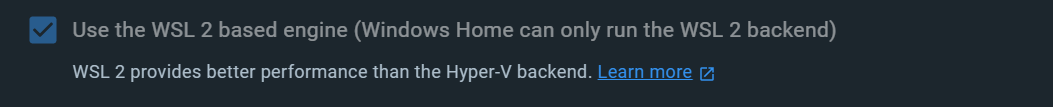 Use the WSL 2 based engine (Windows Home can only run the WSL 2 backend)
WSL 2 provides better performance than the Hyper-V backend. Learn more